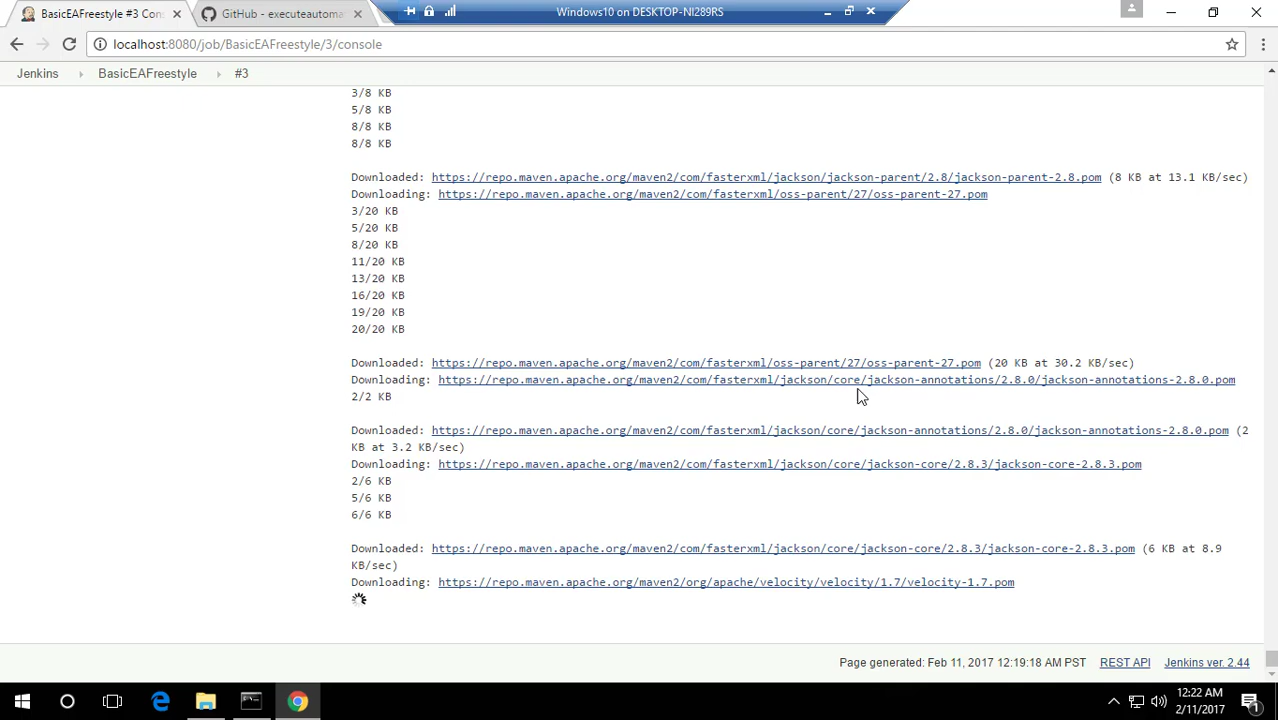 BasicEAFreestyle #3 Cons
GitHub - executeautomat
Windows10 on DESKTOP-NI289RS
localhost:8080/job/BasicEAFreestyle/3/console
Jenkins
BasicEAFreestyle
#3
3/8 KB
5/8 KB
8/8 KB
8/8 KB
Downloaded: https://repo.maven.apache.org/maven2/com/fasterxml/jackson/jackson-parent/2.8/jackson-parent-2.8.pom (8 KB at 13.1 KB/sec)
Downloading: https://repo.maven.apache.org/maven2/com/fasterxml/oss-parent/27/oss-parent-27.pom
3/20 KB
5/20 KB
8/20 KB
11/20 KB
13/20 KB
16/20 KB
19/20 KB
20/20 KB
Downloaded: https://repo.maven.apache.org/maven2/com/fasterxml/oss-parent/27/oss-parent-27.pom (20 KB at 30.2 KB/sec)
Downloading: https://repo.maven.apache.org/maven2/com/fasterxml/jackson/core/jackson-annotations/2.8.0/jackson-annotations-2.8.0.pom
2/2 KB
Downloaded: https://repo.maven.apache.org/maven2/com/fasterxml/jackson/core/jackson-annotations/2.8.0/jackson-annotations-2.8.0.pom (2
KB at 3.2 KB/sec)
Downloading: https://repo.maven.apache.org/maven2/com/fasterxml/jackson/core/jackson-core/2.8.3/jackson-core-2.8.3.pom
2/6 KB
5/6 KB
6/6 KB
Downloaded: https://repo.maven.apache.org/maven2/com/fasterxml/jackson/core/jackson-core/2.8.3/jackson-core-2.8.3.pom (6 KB at 8.9
KB/sec)
Downloading: https://repo.maven.apache.org/maven2/org/apache/velocity/velocity/1.7/velocity-1.7.pom
Page generated: Feb 11, 2017 12:19:18 AM PST
REST API
Jenkins ver. 2.44
12:22 AM
2/11/2017
1